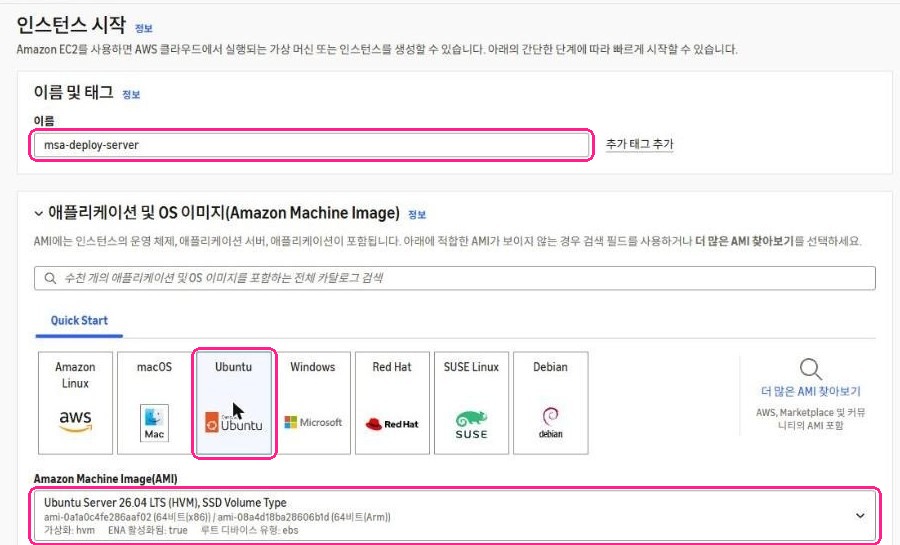 인스턴스 시작 정보
Amazon EC2를 사용하면 AWS 클라우드에서 실행되는 가상 머신 또는 인스턴스를 생성할 수 있습니다. 아래의 간단한 단계에 따라 빠르게 시작할 수 있습니다.
이름 및 태그 정보
이름
msa-deploy-server
추가 태그 추가
애플리케이션 및 OS 이미지(Amazon Machine Image) 정보
AMI에는 인스턴스의 운영 체제, 애플리케이션 서버, 애플리케이션이 포함됩니다. 아래에 적합한 AMI가 보이지 않는 경우 검색 필드를 사용하거나 더 많은 AMI 찾아보기를 선택하세요.
수천 개의 애플리케이션 및 OS 이미지를 포함하는 전체 카탈로그 검색
Quick Start
Amazon Linux
aws
macOS
Mac
Ubuntu
Ubuntu
Windows
Microsoft
Red Hat
Red Hat
SUSE Linux
SUSE
Debian
debian
더 많은 AMI 찾아보기
AWS, Marketplace 및 커뮤
니티의 AMI 포함
Amazon Machine Image(AMI)
Ubuntu Server 26.04 LTS (HVM), SSD Volume Type
ami-0a1a0c4fe286aaf02 (64비트(x86)) / ami-08a4d18ba28606b1d (64비트(Arm))
가상화: hvm ENA 활성화됨: true 루트 디바이스 유형: ebs